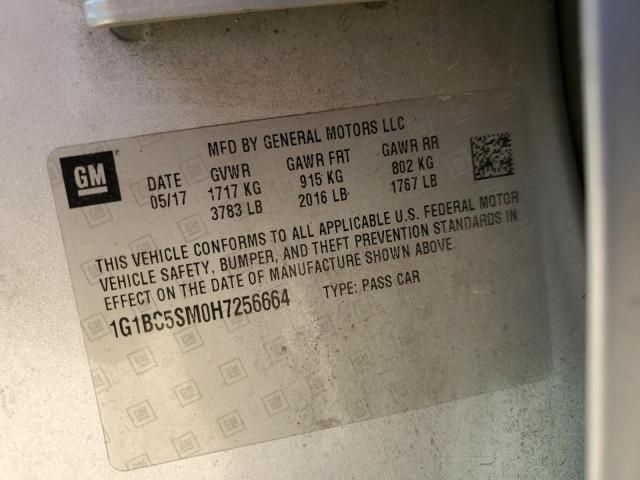 MFD BY GENERAL MOTORS LLC
GM
DATE GVWR GAWR FRT GAWR RR
05/17 1717 KG 915 KG 802 KG
3783 LB 2016 LB 1767 LB
THIS VEHICLE CONFORMS TO ALL APPLICABLE U.S. FEDERAL MOTOR
VEHICLE SAFETY, BUMPER, AND THEFT PREVENTION STANDARDS IN
EFFECT ON THE DATE OF MANUFACTURE SHOWN ABOVE.
1G1BC5SM0H7256664 TYPE: PASS CAR